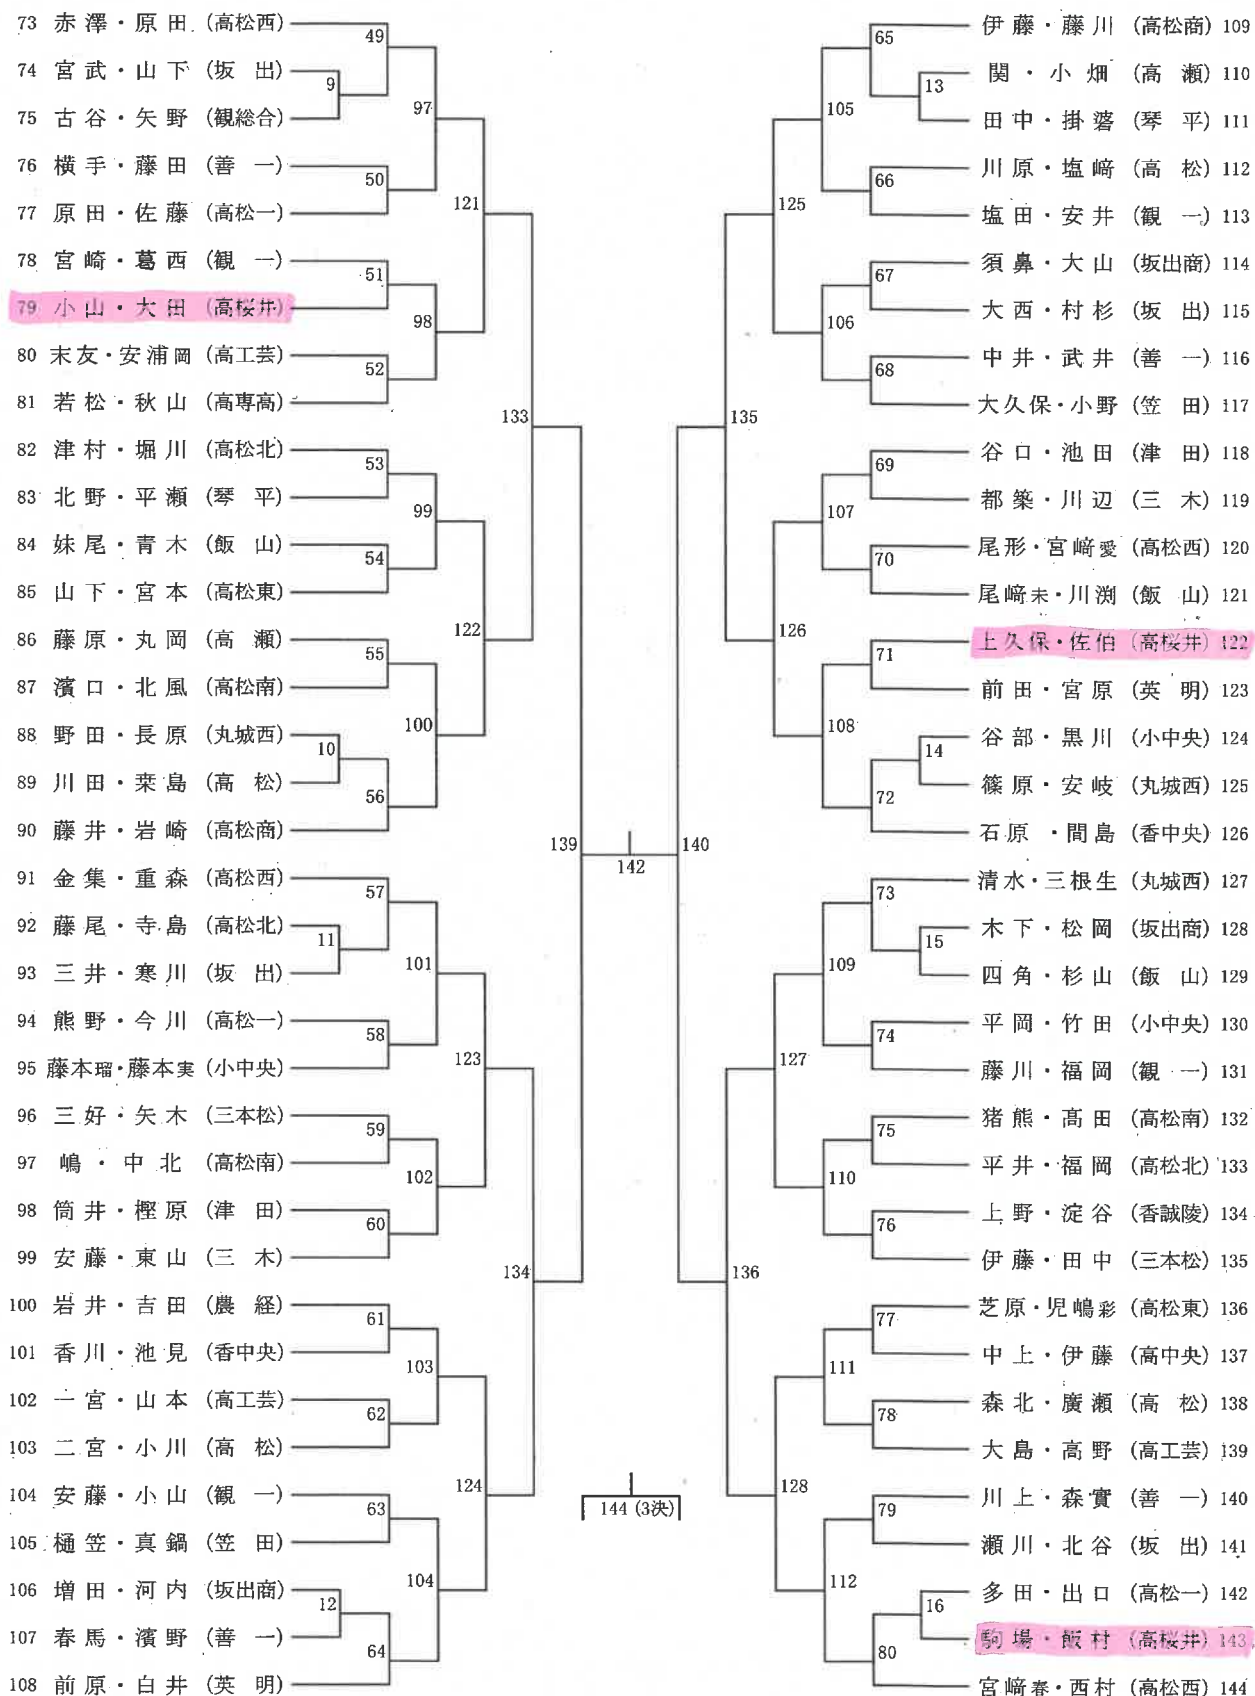 73 赤澤・原田 (高松西)
74 宮武・山下 (坂出)
75 古谷・矢野 (観総合)
76 横手・藤田 (善一)
77 原田・佐藤 (高松一)
78 宮崎・葛西 (観一)
79 小山・大田 (高桜井)
80 末友・安浦岡 (高工芸)
81 若松・秋山 (高専高)
82 津村・堀川 (高松北)
83 北野・平瀬 (琴平)
84 妹尾・青木 (飯山)
85 山下・宮本 (高松東)
86 藤原・丸岡 (高瀬)
87 濱口・北風 (高松南)
88 野田・長原 (丸城西)
89 川田・桒島 (高松)
90 藤井・岩崎 (高松商)
91 金集・重森 (高松西)
92 藤尾・寺島 (高松北)
93 三井・寒川 (坂出)
94 熊野・今川 (高松一)
95 藤本瑠・藤本実 (小中央)
96 三好・矢木 (三本松)
97 嶋・中北 (高松南)
98 筒井・樫原 (津田)
99 安藤・東山 (三木)
100 岩井・吉田 (農経)
101 香川・池見 (香中央)
102 一宮・山本 (高工芸)
103 二宮・小川 (高松)
104 安藤・小山 (観一)
105 樋笠・真鍋 (笠田)
106 増田・河内 (坂出商)
107 春馬・濱野 (善一)
108 前原・白井 (英明)
49
9
50
51
52
53
54
55
10
56
57
11
58
59
60
61
62
63
12
64
97
98
99
100
101
102
103
104
121
122
123
124
133
134
139
142
140
144 (3決)
135
136
125
126
127
128
105
106
107
108
109
110
111
112
65
13
66
67
68
69
70
71
14
72
73
15
74
75
76
77
78
79
16
80
伊藤・藤川 (高松商) 109
関・小畑 (高瀬) 110
田中・掛 (琴平) 111
川原・塩﨑 (高松) 112
塩田・安井 (観一) 113
須鼻・大山 (坂出商) 114
大西・村杉 (坂出) 115
中井・武井 (善一) 116
大久保・小野 (笠田) 117
谷口・池田 (津田) 118
都築・川辺 (三木) 119
尾形・宮﨑愛 (高松西) 120
尾﨑未・川渕 (飯山) 121
上久保・佐伯 (高桜井) 122
前田・宮原 (英明) 123
谷部・黒川 (小中央) 124
篠原・安岐 (丸城西) 125
石原・間島 (香中央) 126
清水・三根生 (丸城西) 127
木下・松岡 (坂出商) 128
四角・杉山 (飯山) 129
平岡・竹田 (小中央) 130
藤川・福岡 (観一) 131
猪熊・髙田 (高松南) 132
平井・福岡 (高松北) 133
上野・淀谷 (香誠陵) 134
伊藤・田中 (三本松) 135
芝原・児嶋彩 (高松東) 136
中上・伊藤 (高中央) 137
森北・廣瀬 (高松) 138
大島・高野 (高工芸) 139
川上・森實 (善一) 140
瀬川・北谷 (坂出) 141
多田・出口 (高松一) 142
駒場・飯村 (高桜井) 143
宮﨑春・西村 (高松西) 144